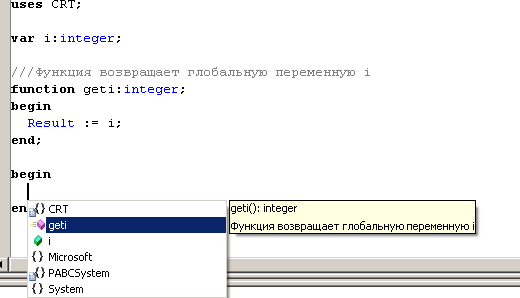 uses CRT;
var i:integer;
///Функция возвращает глобальную переменную i
function geti:integer;
begin
Result := i;
end;
begin
en
{} CRT
geti
i
{} Microsoft
{} PABCSystem
{} System
geti(): integer
Функция возвращает глобальную переменную i